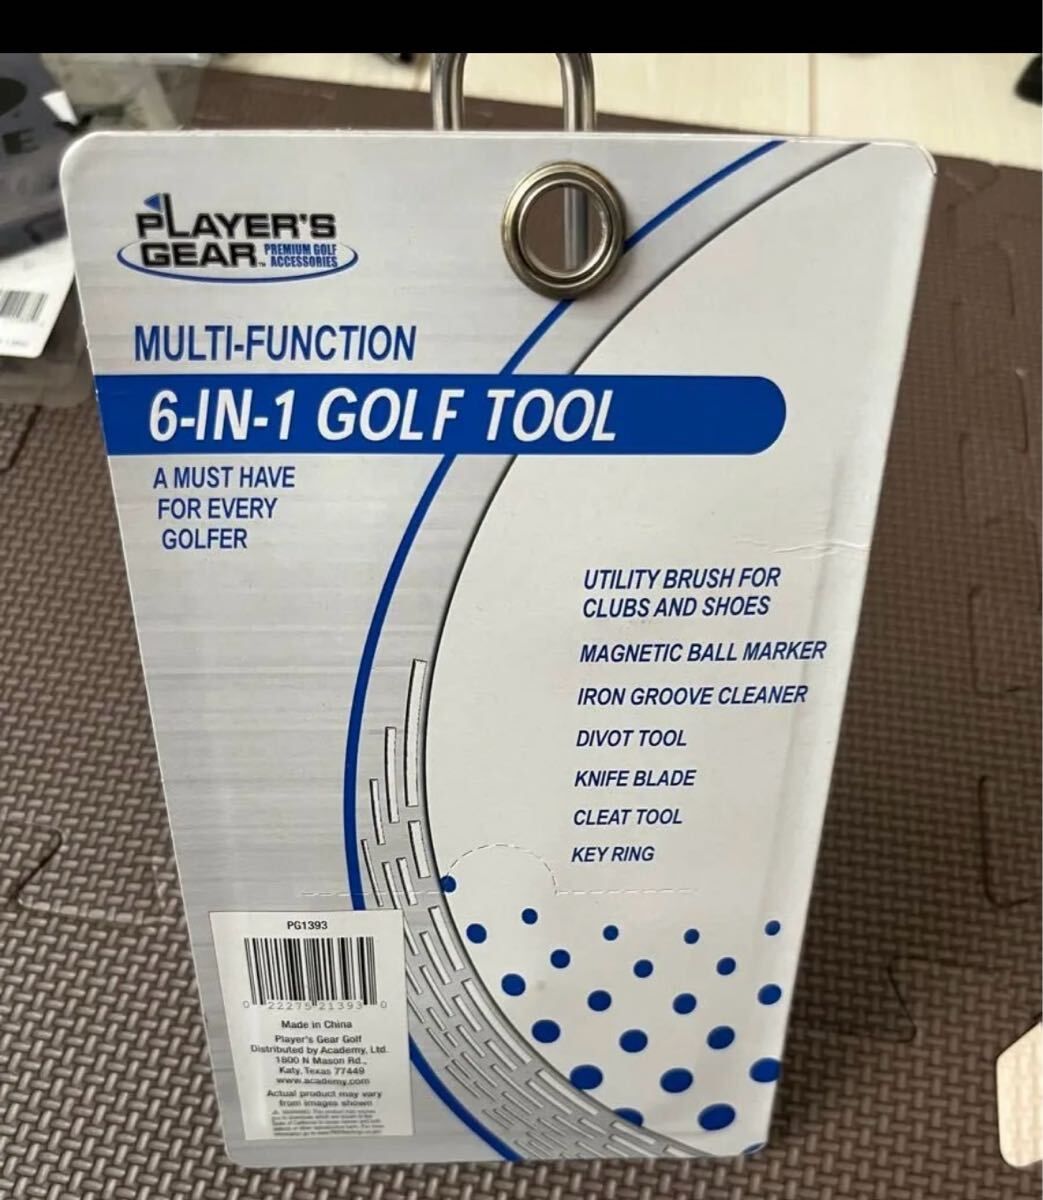 PLAYER'S
GEAR™ PREMIUM GOLF
ACCESSORIES
MULTI-FUNCTION
6-IN-1 GOLF TOOL
A MUST HAVE
FOR EVERY
GOLFER
UTILITY BRUSH FOR
CLUBS AND SHOES
MAGNETIC BALL MARKER
IRON GROOVE CLEANER
DIVOT TOOL
KNIFE BLADE
CLEAT TOOL
KEY RING
PG1393
0 22275 21393 0
Made in China
Player's Gear Golf
Distributed by Academy, Ltd.
1800 N Mason Rd.,
Katy, Texas 77449
www.academy.com
Actual product may vary
from images shown